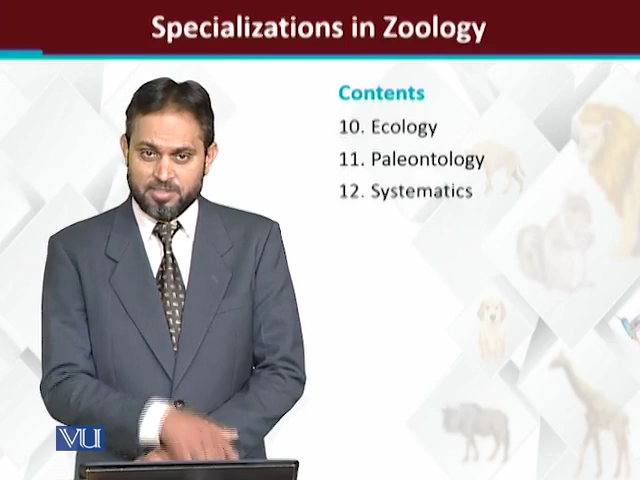 Specializations in Zoology
Contents
10. Ecology
11. Paleontology
12. Systematics
VU